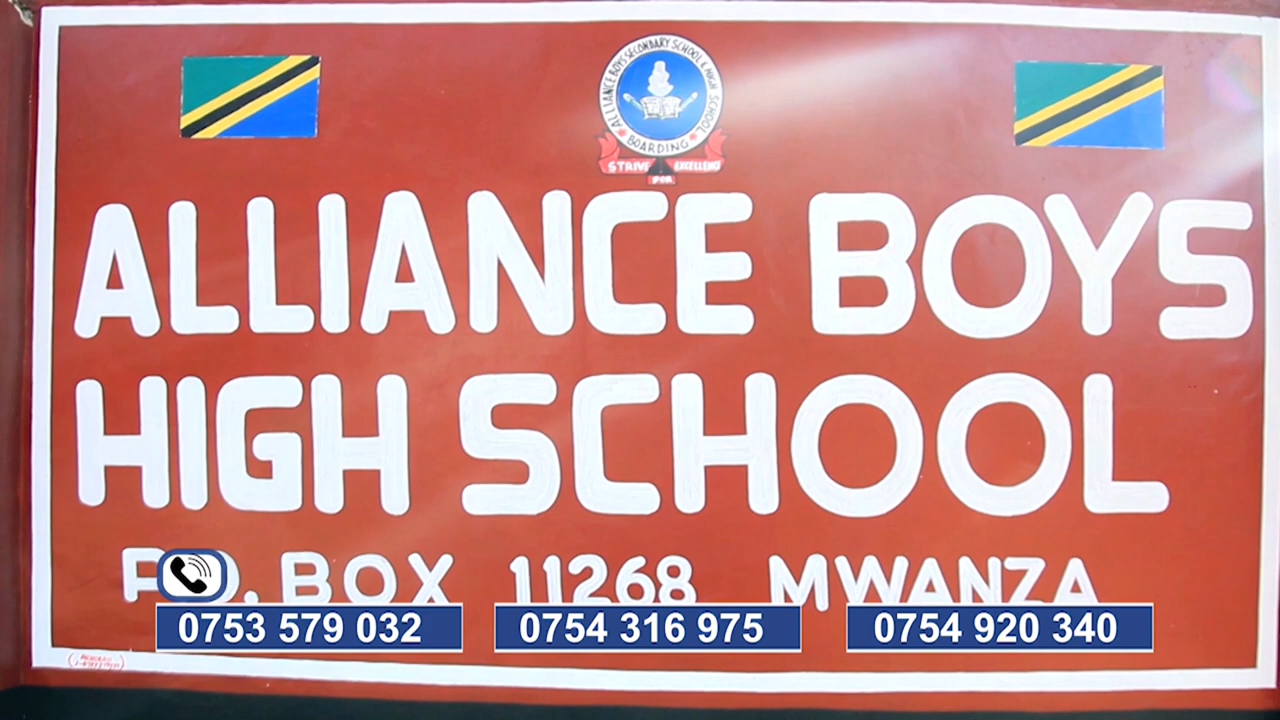 ALLIANCE BOYS SECONDARY SCHOOL & HIGH SCHOOL
BOARDING
STRIVE FOR EXCELLENCE
ALLIANCE BOYS
HIGH SCHOOL
P.O. BOX 11268 MWANZA
0753 579 032 0754 316 975 0754 920 340